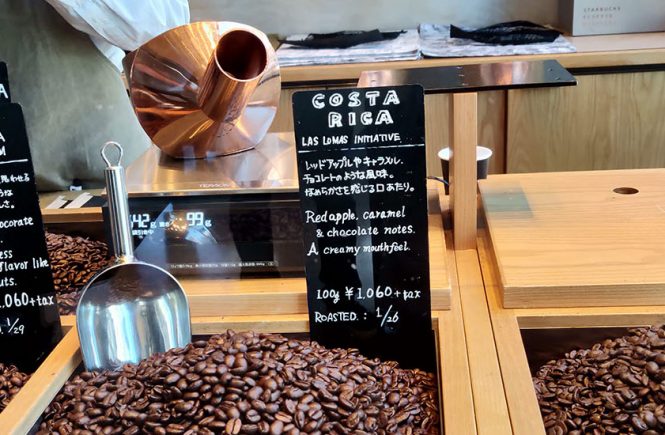 STARBUCKS
RESERVE
COSTA
RICA
LAS LOMAS INITIATIVE
レッドアップルやキャラメル、
チョコレートのような風味。
なめらかさを感じる口あたり。
Red apple, caramel
& chocolate notes.
A creamy mouthfeel.
100g ¥1,060+tax
ROASTED: 1/26
99g
flavor like
,060+tax
1/29